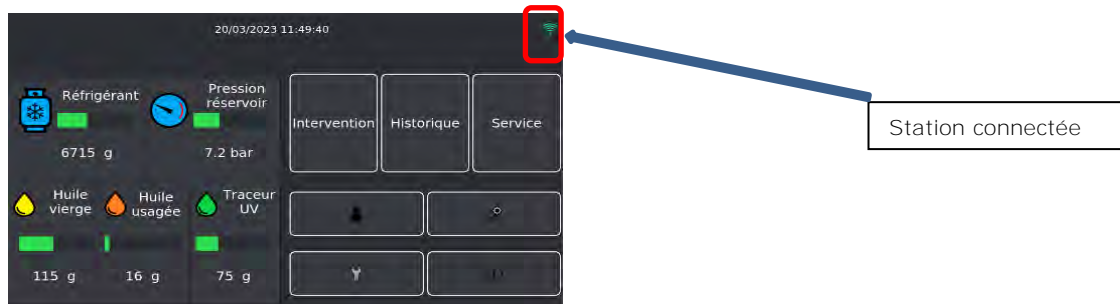 20/03/2023 11:49:40
Réfrigérant
6715 g
Pression
réservoir
7.2 bar
Intervention
Historique
Service
Huile
vierge
115 g
Huile
usagée
16 g
Traceur
UV
75 g
Station connectée